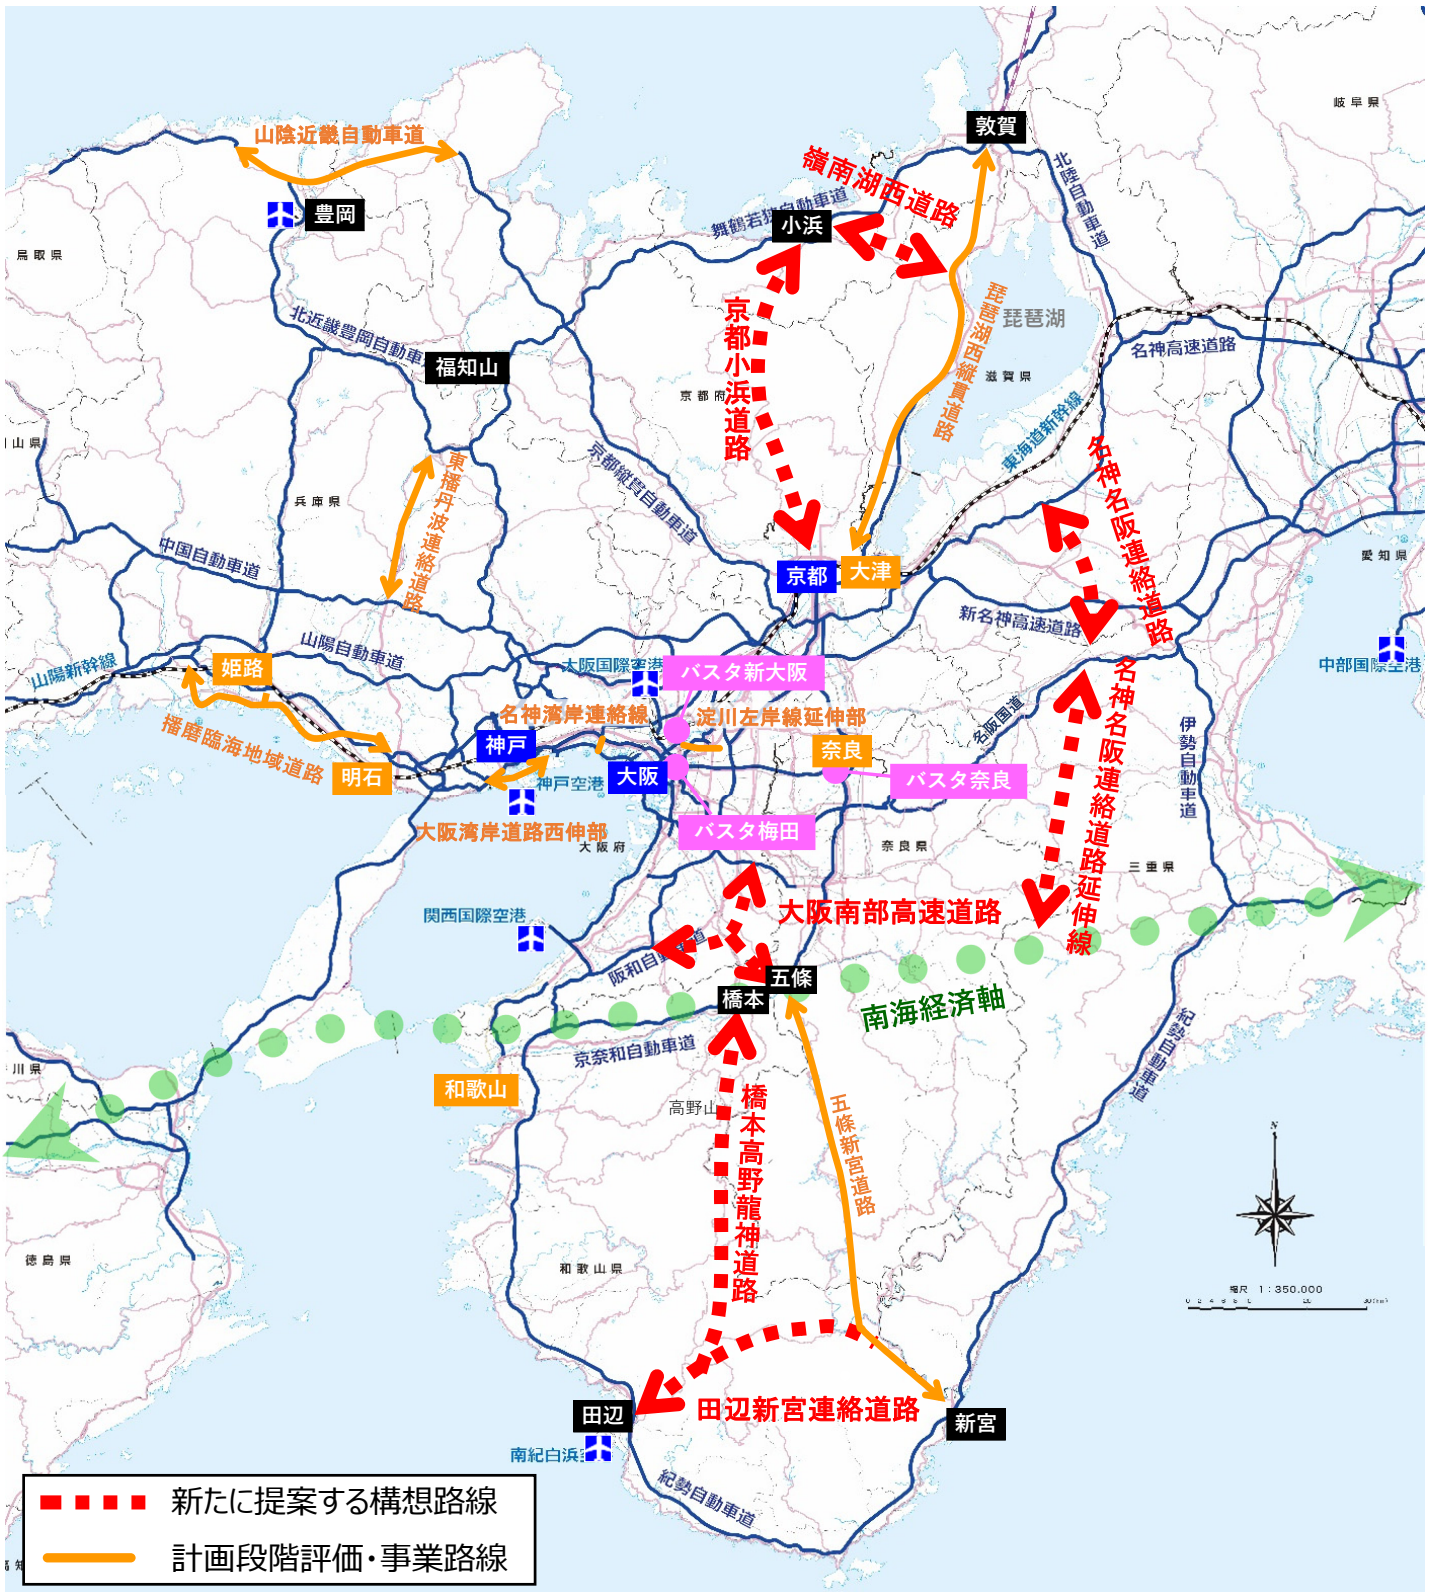 岐阜県
敦賀
山陰近畿自動車道
嶺南湖西道路
北陸自動車道
豊岡
舞鶴若狭自動車道
小浜
鳥取県
琵琶湖
琵琶湖西縦貫道路
京都小浜道路
北近畿豊岡自動車
福知山
名神高速道路
滋賀県
京都府
東海道新幹線
山県
名神名阪連絡道路
東播丹波連絡道路
京都縦貫自動車道
兵庫県
中国自動車道
愛知県
京都
大津
新名神高速道路
山陽自動車道
山陽新幹線
姫路
大阪国際空港
バスタ新大阪
中部国際空港
名神名阪連絡道路延伸線
播磨臨海地域道路
名神湾岸連絡線
淀川左岸線延伸部
名阪国道
伊勢自動車道
神戸
奈良
明石
神戸空港
大阪
バスタ奈良
大阪湾岸道路西伸部
大阪府
バスタ梅田
奈良県
三重県
関西国際空港
大阪南部高速道路
阪和自動車道
五條
橋本
南海経済軸
紀勢自動車道
京奈和自動車道
川県
和歌山
高野山
橋本高野龍神道路
五條新宮道路
N
徳島県
和歌山県
縮尺 1：350,000
田辺
田辺新宮連絡道路
新宮
南紀白浜
紀勢自動車道
新たに提案する構想路線
計画段階評価・事業路線